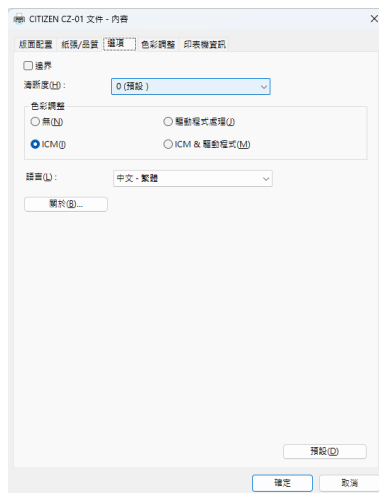 CITIZEN CZ-01 文件 - 內容
版面配置 紙張/品質 選項 色彩調整 印表機資訊
邊界
清晰度(H) : 0 (預設 )
色彩調整
無(N) 驅動程式處理(J)
ICM(I) ICM & 驅動程式(M)
語言(L) : 中文 - 繁體
關於(B)...
預設(D)
確定 取消